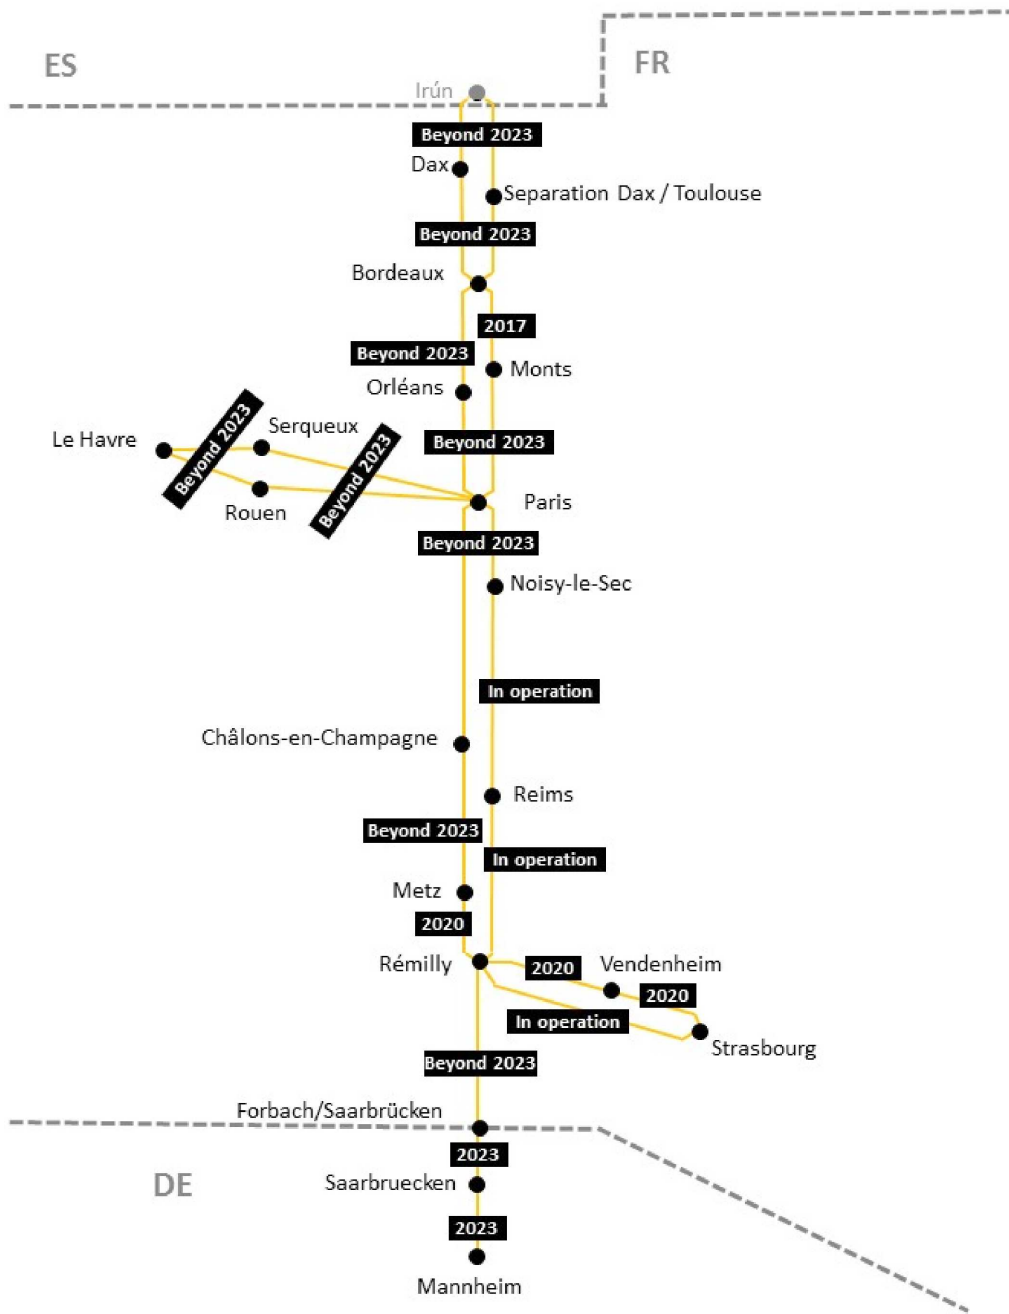 ES
FR
Irún
Beyond 2023
Dax
Separation Dax / Toulouse
Beyond 2023
Bordeaux
2017
Beyond 2023
Monts
Orléans
Le Havre
Beyond 2023
Serqueux
Beyond 2023
Beyond 2023
Rouen
Paris
Beyond 2023
Noisy-le-Sec
In operation
Châlons-en-Champagne
Reims
Beyond 2023
In operation
Metz
2020
Rémilly
2020
Vendenheim
2020
In operation
Strasbourg
Beyond 2023
Forbach/Saarbrücken
2023
DE
Saarbruecken
2023
Mannheim